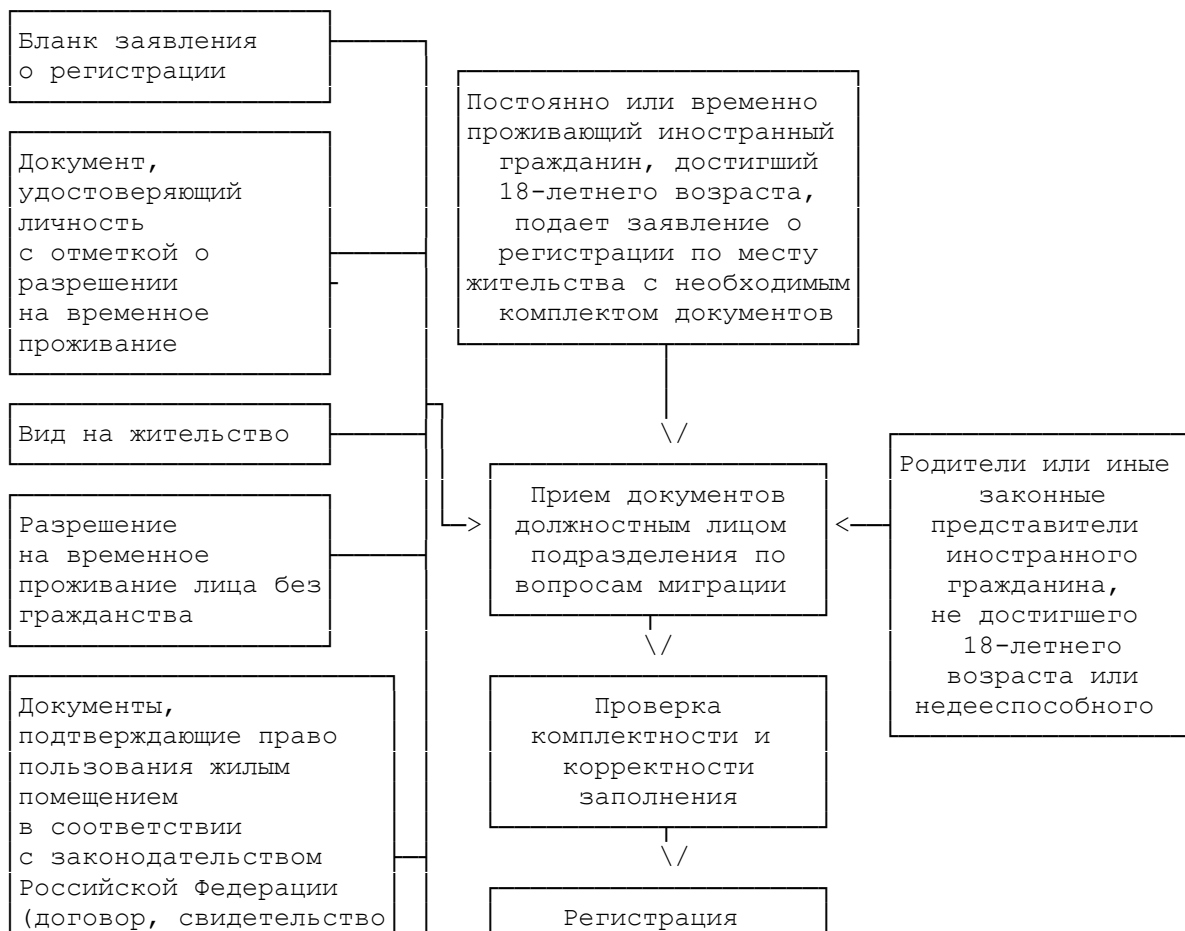 Бланк заявления
о регистрации
Постоянно или временно
проживающий иностранный
гражданин, достигший
18-летнего возраста,
подает заявление о
регистрации по месту
жительства с необходимым
комплектом документов
Документ,
удостоверяющий
личность
с отметкой о
разрешении
на временное
проживание
Вид на жительство
Разрешение
на временное
проживание лица без
гражданства
Прием документов
должностным лицом
подразделения по
вопросам миграции
Родители или иные
законные
представители
иностранного
гражданина,
не достигшего
18-летнего
возраста или
недееспособного
Документы,
подтверждающие право
пользования жилым
помещением
в соответствии
с законодательством
Российской Федерации
(договор, свидетельство
Проверка
комплектности и
корректности
заполнения
Регистрация